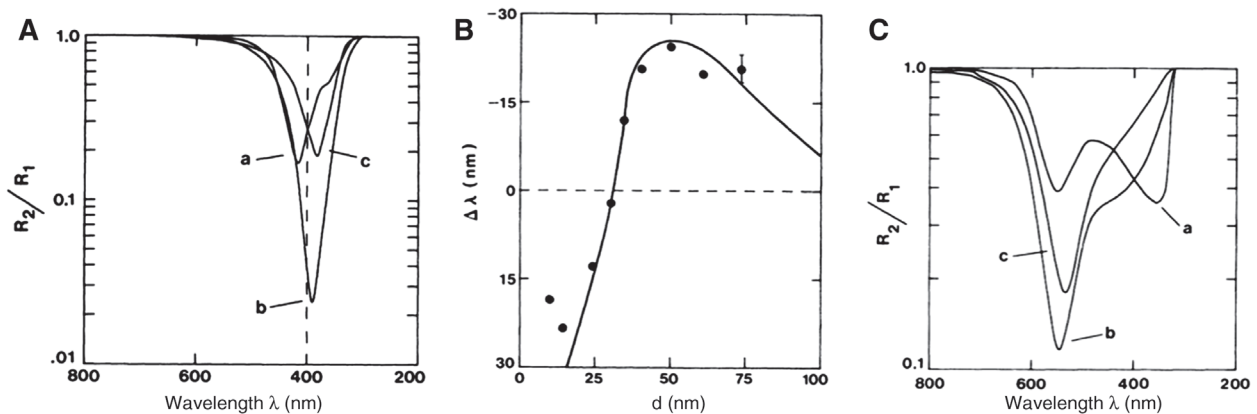 A
1.0
0.1
.01
R2/R1
a
b
c
800 600 400 200
Wavelength λ (nm)
B
-30
-15
0
15
30
Δ λ (nm)
0 25 50 75 100
d (nm)
C
1.0
0.1
R2/R1
a
c
b
800 600 400 200
Wavelength λ (nm)